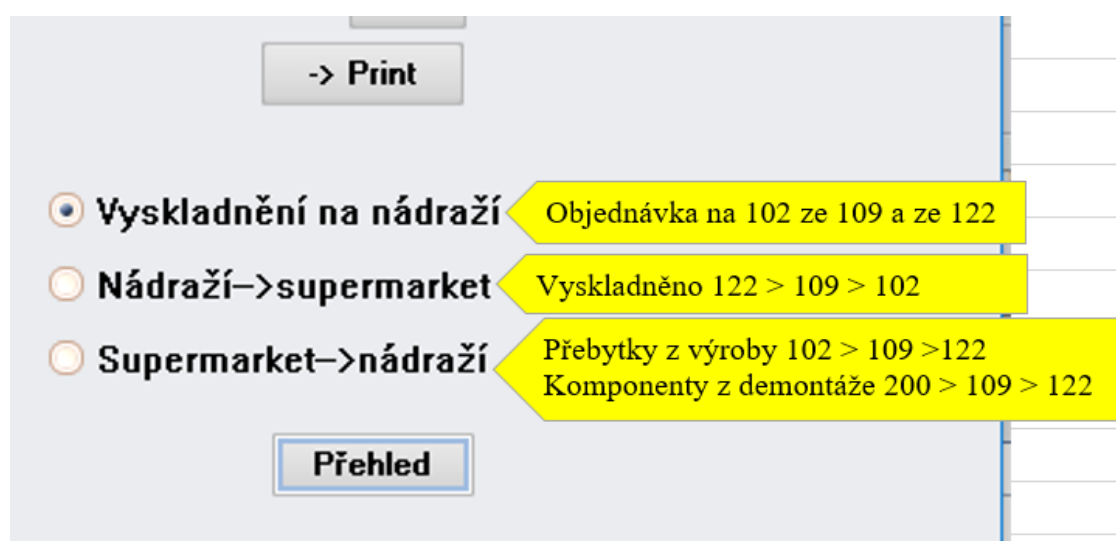 -> Print
Vyskladnění na nádraží
Objednávka na 102 ze 109 a ze 122
Nádraží->supermarket
Vyskladněno 122 > 109 > 102
Supermarket->nádraží
Přebytky z výroby 102 > 109 >122
Komponenty z demontáže 200 > 109 > 122
Přehled